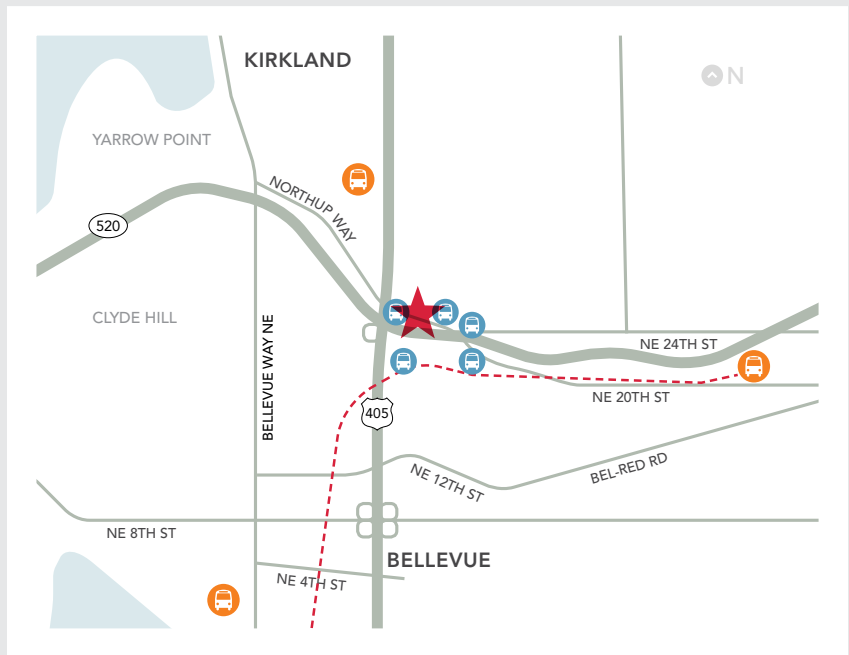 KIRKLAND
N
YARROW POINT
NORTHUP WAY
520
CLYDE HILL
BELLEVUE WAY NE
NE 24TH ST
NE 20TH ST
405
NE 12TH ST
BEL-RED RD
NE 8TH ST
BELLEVUE
NE 4TH ST